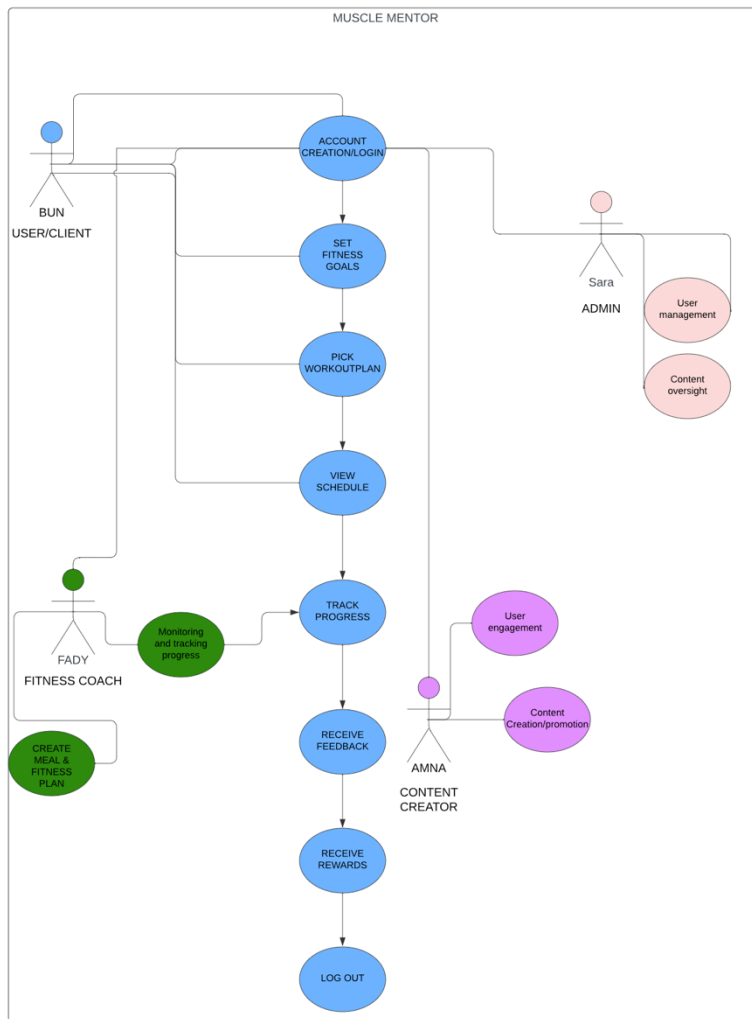 MUSCLE MENTOR
ACCOUNT
CREATION/LOGIN
BUN
USER/CLIENT
SET
FITNESS
GOALS
Sara
ADMIN
User
management
PICK
WORKOUTPLAN
Content
oversight
VIEW
SCHEDULE
TRACK
PROGRESS
Monitoring
and tracking
progress
FADY
FITNESS COACH
User
engagement
Content
Creation/promotion
RECEIVE
FEEDBACK
CREATE
MEAL &
FITNESS
PLAN
AMNA
CONTENT
CREATOR
RECEIVE
REWARDS
LOG OUT